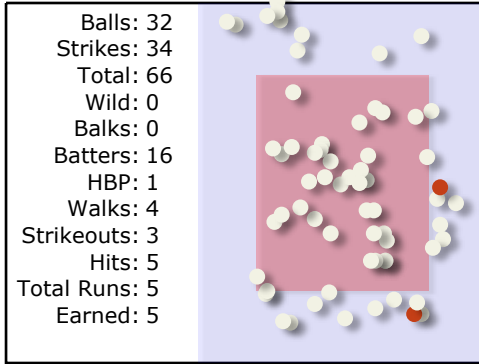 Balls: 32
Strikes: 34
Total: 66
Wild: 0
Balks: 0
Batters: 16
HBP: 1
Walks: 4
Strikeouts: 3
Hits: 5
Total Runs: 5
Earned: 5